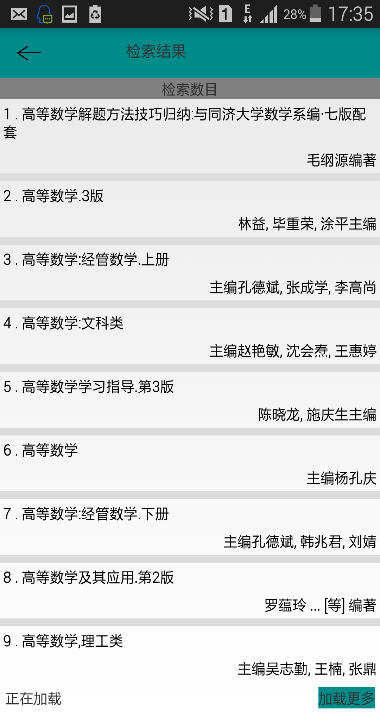 E
1
28%
17:35
检索结果
检索数目
1 . 高等数学解题方法技巧归纳:与同济大学数学系编·七版配
套
毛纲源编著
2 . 高等数学.3版
林益, 毕重荣, 涂平主编
3 . 高等数学:经管数学.上册
主编孔德斌, 张成学, 李高尚
4 . 高等数学:文科类
主编赵艳敏, 沈会焘, 王惠婷
5 . 高等数学学习指导.第3版
陈晓龙, 施庆生主编
6 . 高等数学
主编杨孔庆
7 . 高等数学:经管数学.下册
主编孔德斌, 韩兆君, 刘婧
8 . 高等数学及其应用.第2版
罗蕴玲 ... [等] 编著
9 . 高等数学,理工类
主编吴志勤, 王楠, 张鼎
正在加载
加载更多